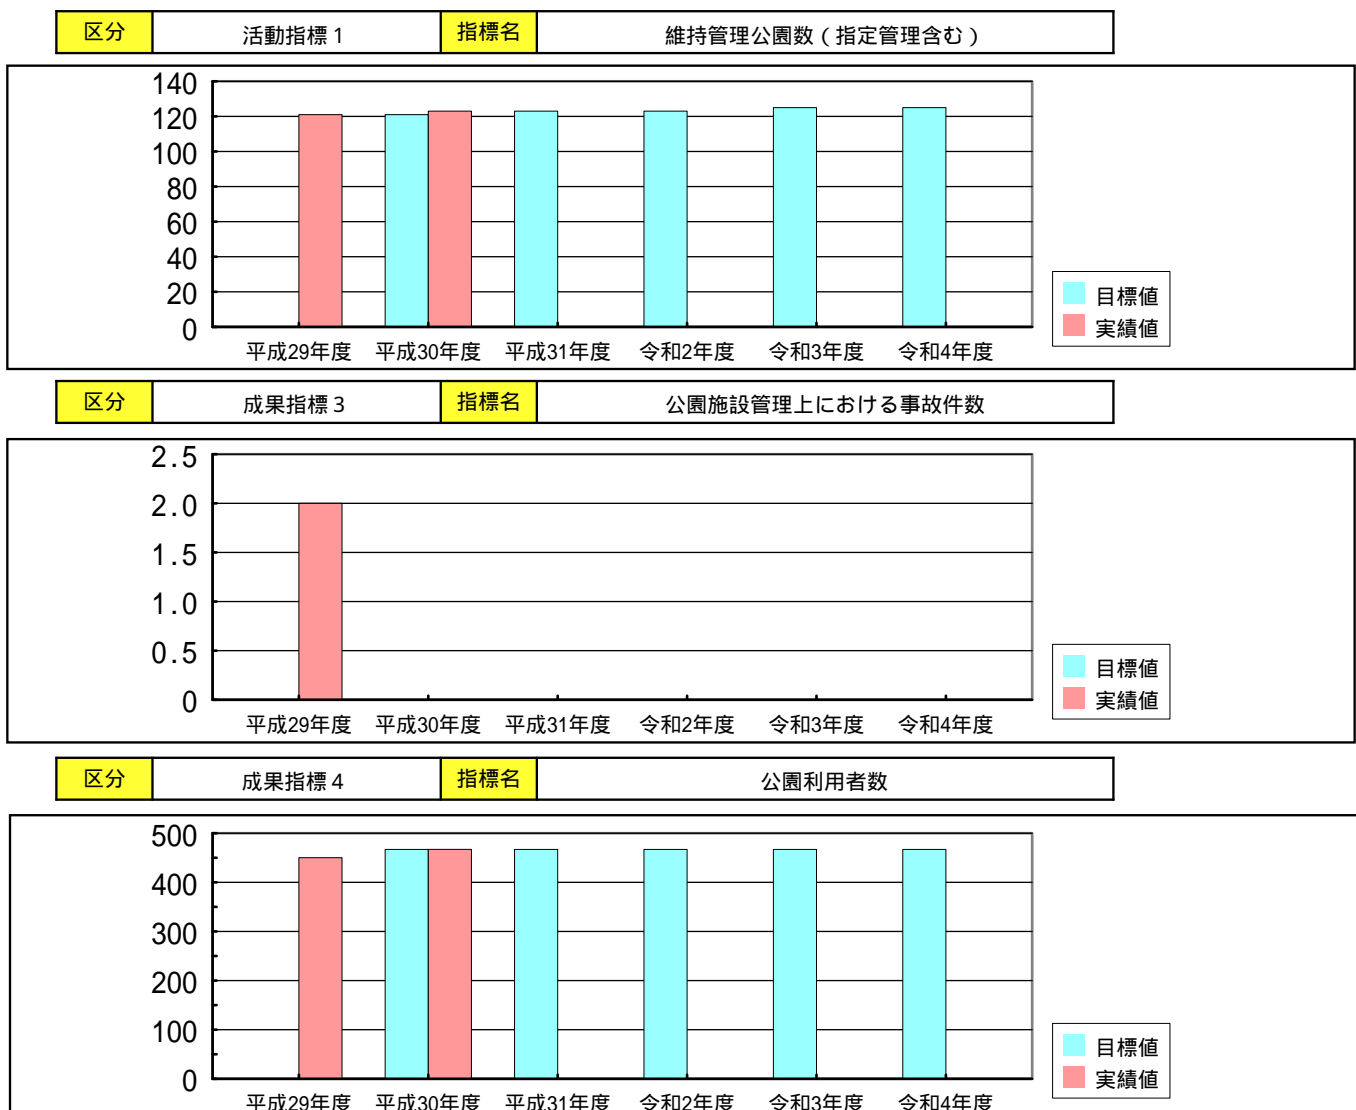 区分 活動指標１ 指標名 維持管理公園数（指定管理含む）
140
120
100
80
60
40
20
0
平成29年度 平成30年度 平成31年度 令和2年度 令和3年度 令和4年度
目標値
実績値
区分 成果指標３ 指標名 公園施設管理上における事故件数
2.5
2.0
1.5
1.0
0.5
0
平成29年度 平成30年度 平成31年度 令和2年度 令和3年度 令和4年度
目標値
実績値
区分 成果指標４ 指標名 公園利用者数
500
400
300
200
100
0
平成29年度 平成30年度 平成31年度 令和2年度 令和3年度 令和4年度
目標値
実績値